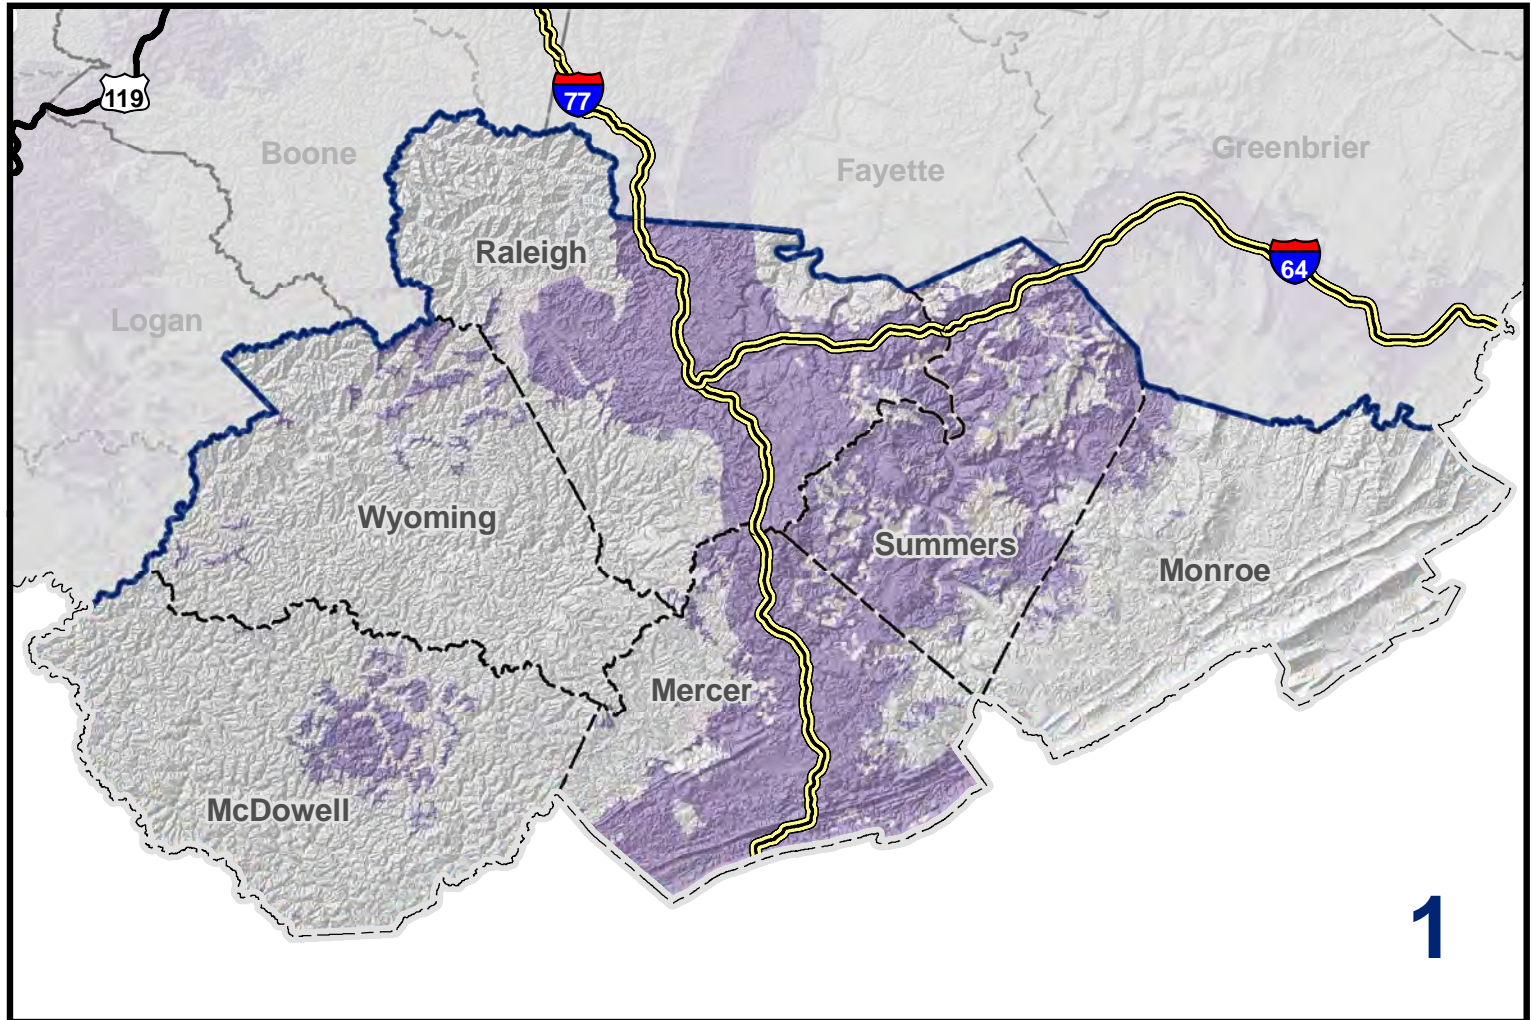 119
77
Boone
Fayette
Greenbrier
Raleigh
64
Logan
Wyoming
Summers
Monroe
Mercer
McDowell
1